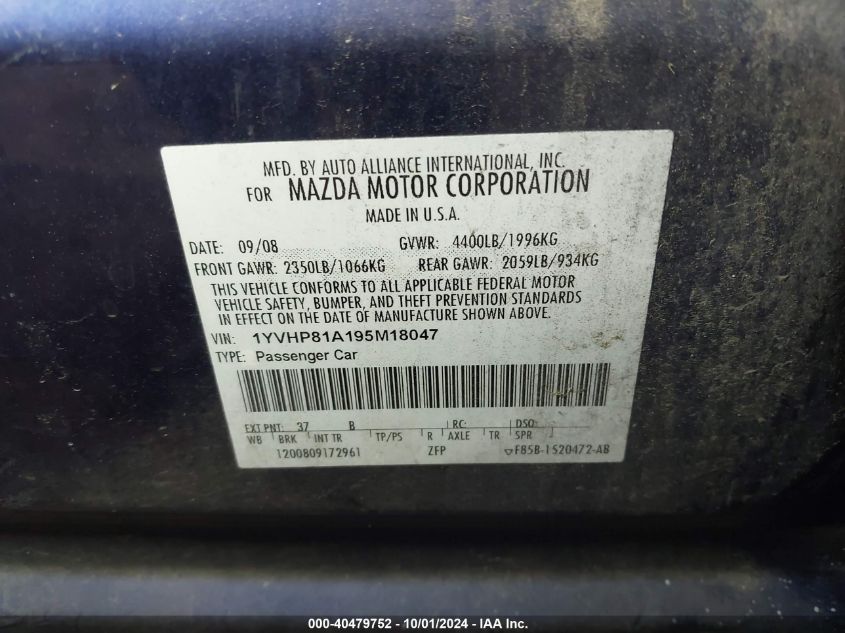 MFD. BY AUTO ALLIANCE INTERNATIONAL, INC.
FOR MAZDA MOTOR CORPORATION
MADE IN U.S.A.
DATE: 09/08 GVWR: 4400LB/1996KG
FRONT GAWR: 2350LB/1066KG REAR GAWR: 2059LB/934KG
THIS VEHICLE CONFORMS TO ALL APPLICABLE FEDERAL MOTOR
VEHICLE SAFETY, BUMPER, AND THEFT PREVENTION STANDARDS
IN EFFECT ON THE DATE OF MANUFACTURE SHOWN ABOVE.
VIN: 1YVHP81A195M18047
TYPE: Passenger Car
EXT PNT: 37 B RC: DSO:
WB BRK INT TR TP/PS R AXLE TR SPR
1200809172961 ZFP F85B-1520472-AB
000-40479752 - 10/01/2024 - IAA Inc.